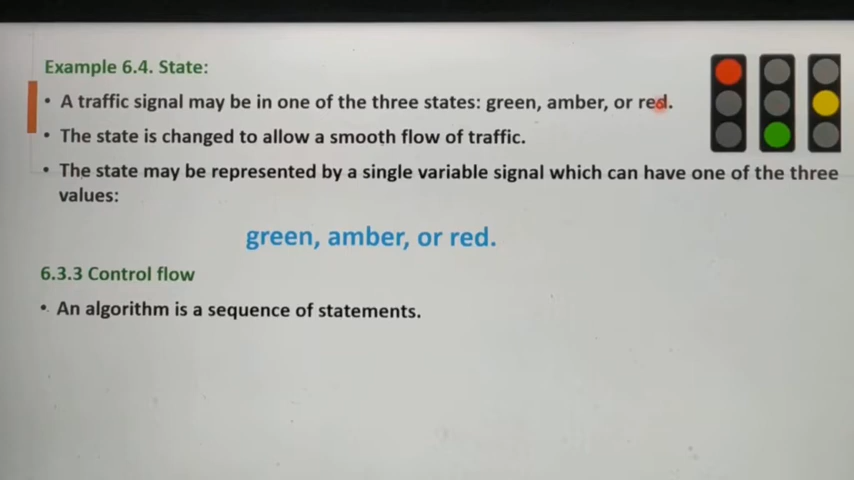 Example 6.4. State:
• A traffic signal may be in one of the three states: green, amber, or red.
• The state is changed to allow a smooth flow of traffic.
• The state may be represented by a single variable signal which can have one of the three
values:
green, amber, or red.
6.3.3 Control flow
• An algorithm is a sequence of statements.